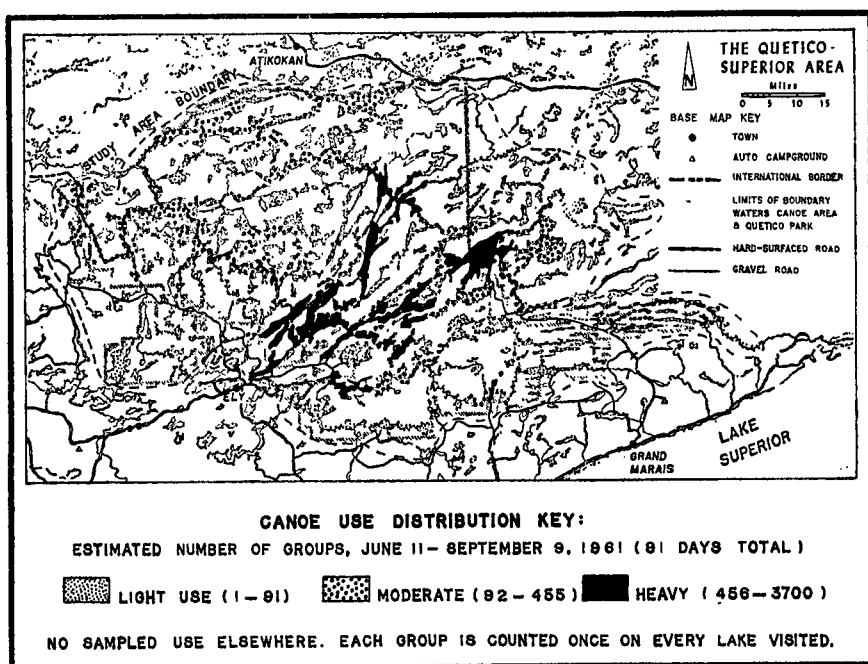 ATIKOKAN
STUDY AREA BOUNDARY
ELY
GRAND
MARAIS
LAKE
SUPERIOR
THE QUETICO-
SUPERIOR AREA
N
Miles
0 5 10 15
BASE MAP KEY
TOWN
AUTO CAMPGROUND
INTERNATIONAL BORDER
LIMITS OF BOUNDARY
WATERS CANOE AREA
& QUETICO PARK
HARD-SURFACED ROAD
GRAVEL ROAD
CANOE USE DISTRIBUTION KEY:
ESTIMATED NUMBER OF GROUPS, JUNE 11-SEPTEMBER 9, 1961 (91 DAYS TOTAL)
LIGHT USE (1-91) MODERATE (92-455) HEAVY (456-3700)
NO SAMPLED USE ELSEWHERE. EACH GROUP IS COUNTED ONCE ON EVERY LAKE VISITED.